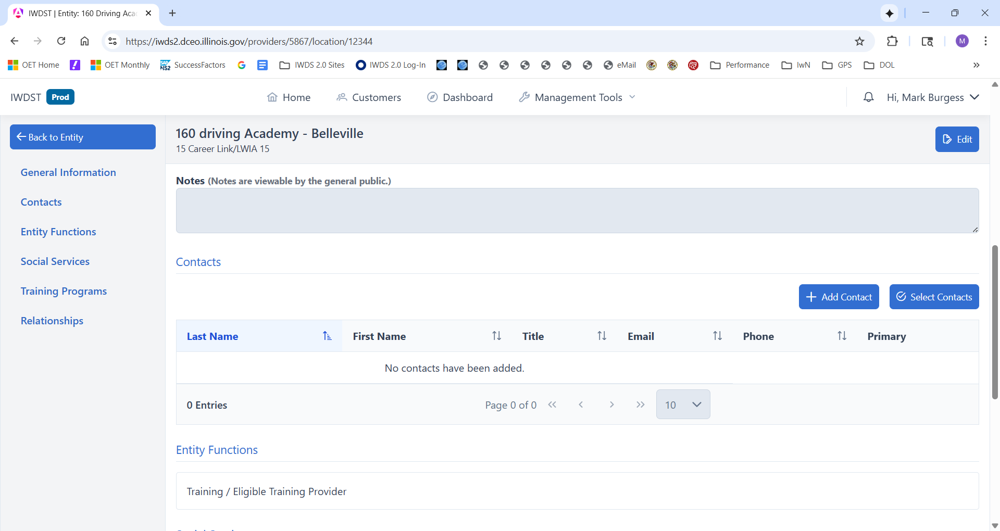 IWDST | Entity: 160 Driving Aca
https://iwds2.dceo.illinois.gov/providers/5867/location/12344
M
OET Home
OET Monthly
SAP NS2 SuccessFactors
IWDS 2.0 Sites
IWDS 2.0 Log-In
eMail
Performance
IwN
GPS
DOL
IWDST Prod
Home
Customers
Dashboard
Management Tools
Hi, Mark Burgess
Back to Entity
General Information
Contacts
Entity Functions
Social Services
Training Programs
Relationships
160 driving Academy - Belleville
15 Career Link/LWIA 15
Edit
Notes (Notes are viewable by the general public.)
Contacts
Add Contact
Select Contacts
Last Name
First Name
Title
Email
Phone
Primary
No contacts have been added.
0 Entries
Page 0 of 0
10
Entity Functions
Training / Eligible Training Provider